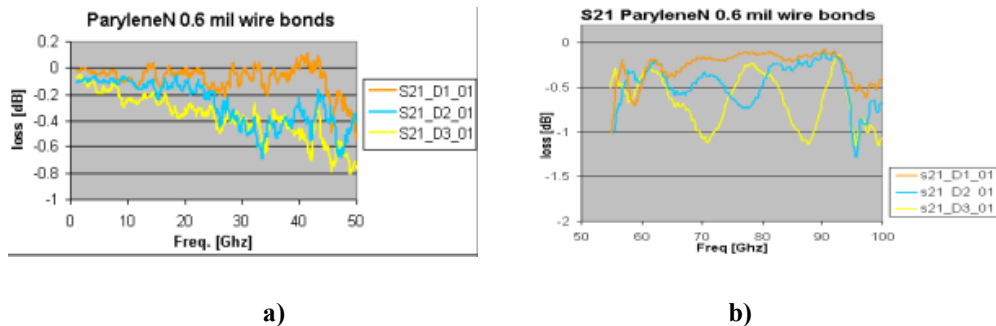 ParyleneN 0.6 mil wire bonds
0.2
0
-0.2
-0.4
-0.6
-0.8
-1
loss [dB]
0 10 20 30 40 50
Freq. [Ghz]
S21_D1_01
S21_D2_01
S21_D3_01
S21 ParyleneN 0.6 mil wire bonds
0
-0.5
-1
-1.5
-2
loss [dB]
50 60 70 80 90 100
Freq [Ghz]
s21_D1_01
s21_D2_01
s21_D3_01
a) b)